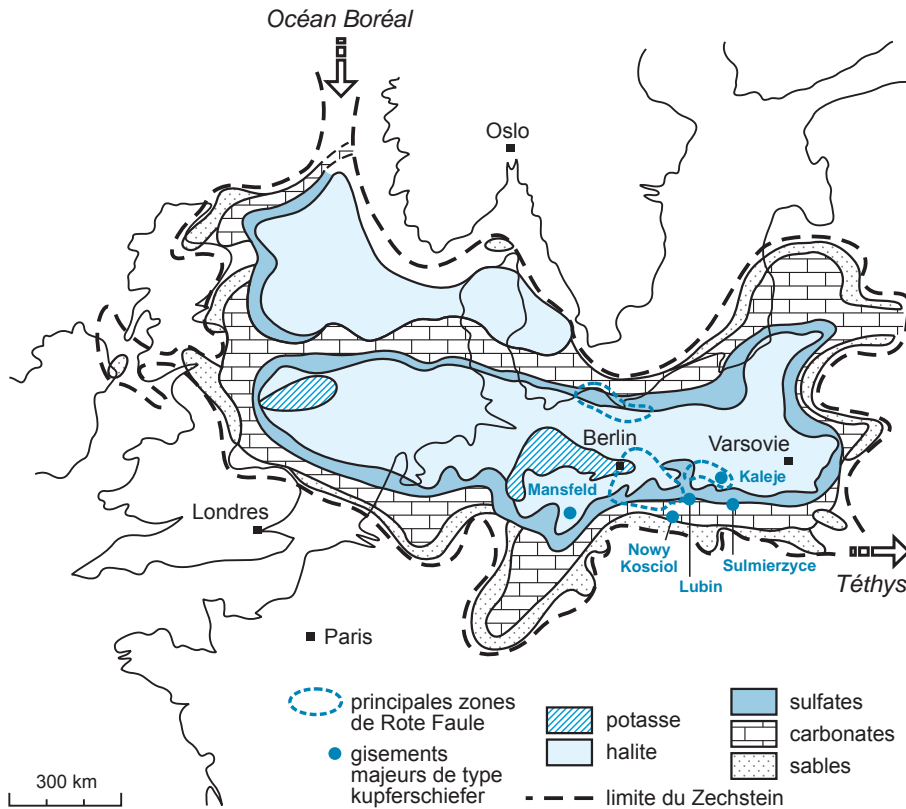 Océan Boréal
Oslo
Berlin
Varsovie
Mansfeld
Kaleje
Londres
Nowy
Kosciol
Sulmierzyce
Lubin
Téthys
Paris
principales zones
de Rote Faule
gisements
majeurs de type
kupferschiefer
potasse
halite
sulfates
carbonates
sables
300 km
limite du Zechstein